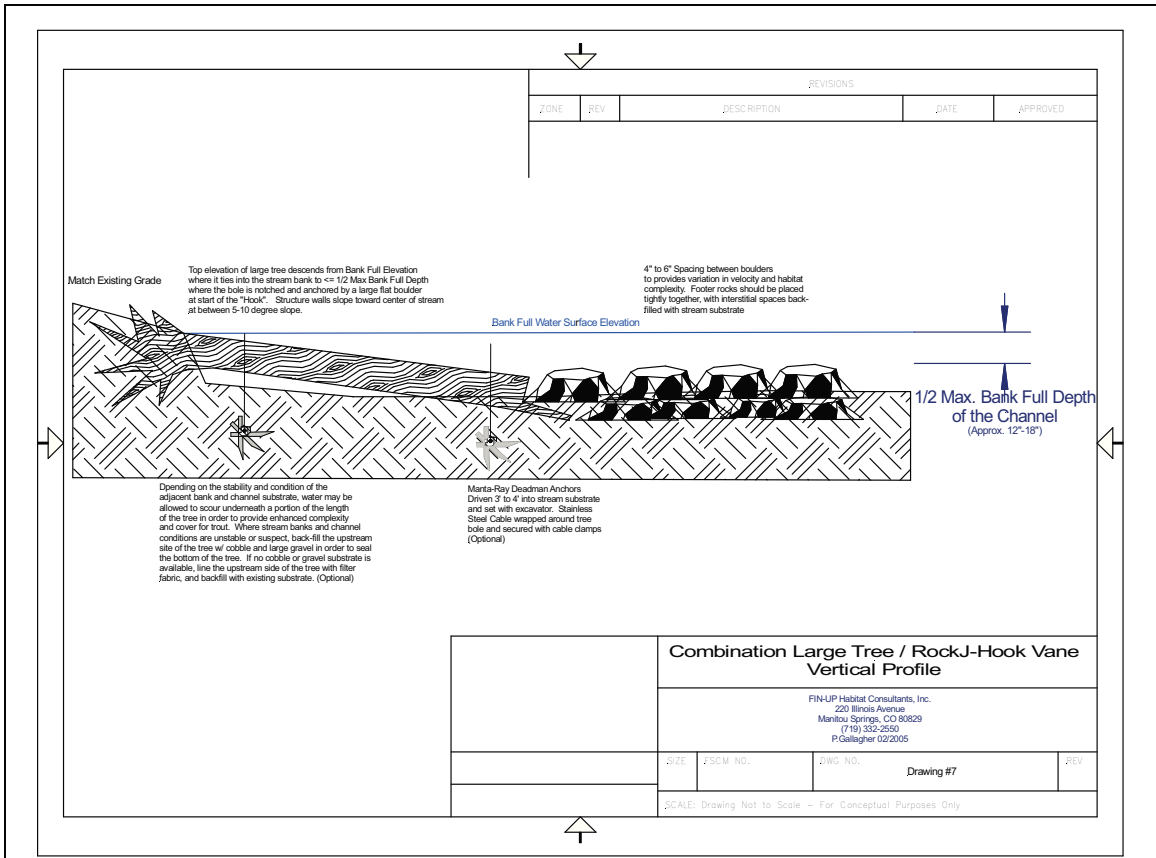 REVISIONS
ZONE REV DESCRIPTION DATE APPROVED
Match Existing Grade
Top elevation of large tree descends from Bank Full Elevation
where it ties into the stream bank to <= 1/2 Max Bank Full Depth
where the bole is notched and anchored by a large flat boulder
at start of the "Hook". Structure walls slope toward center of stream
at between 5-10 degree slope.
4" to 6" Spacing between boulders
to provides variation in velocity and habitat
complexity. Footer rocks should be placed
tightly together, with interstitial spaces back-
filled with stream substrate
Bank Full Water Surface Elevation
1/2 Max. Bank Full Depth
of the Channel
(Approx. 12"-18")
Dpending on the stability and condition of the
adjacent bank and channel substrate, water may be
allowed to scour underneath a portion of the length
of the tree in order to provide enhanced complexity
and cover for trout. Where stream banks and channel
conditions are unstable or suspect, back-fill the upstream
site of the tree w/ cobble and large gravel in order to seal
the bottom of the tree. If no cobble or gravel substrate is
available, line the upstream side of the tree with filter
fabric, and backfill with existing substrate. (Optional)
Manta-Ray Deadman Anchors
Driven 3' to 4' into stream substrate
and set with excavator. Stainless
Steel Cable wrapped around tree
bole and secured with cable clamps
(Optional)
Combination Large Tree / RockJ-Hook Vane
Vertical Profile
FIN-UP Habitat Consultants, Inc.
220 Illinois Avenue
Manitou Springs, CO 80829
(719) 332-2550
P.Gallagher 02/2005
SIZE FSCM NO. DWG NO. REV
Drawing #7
SCALE: Drawing Not to Scale - For Conceptual Purposes Only